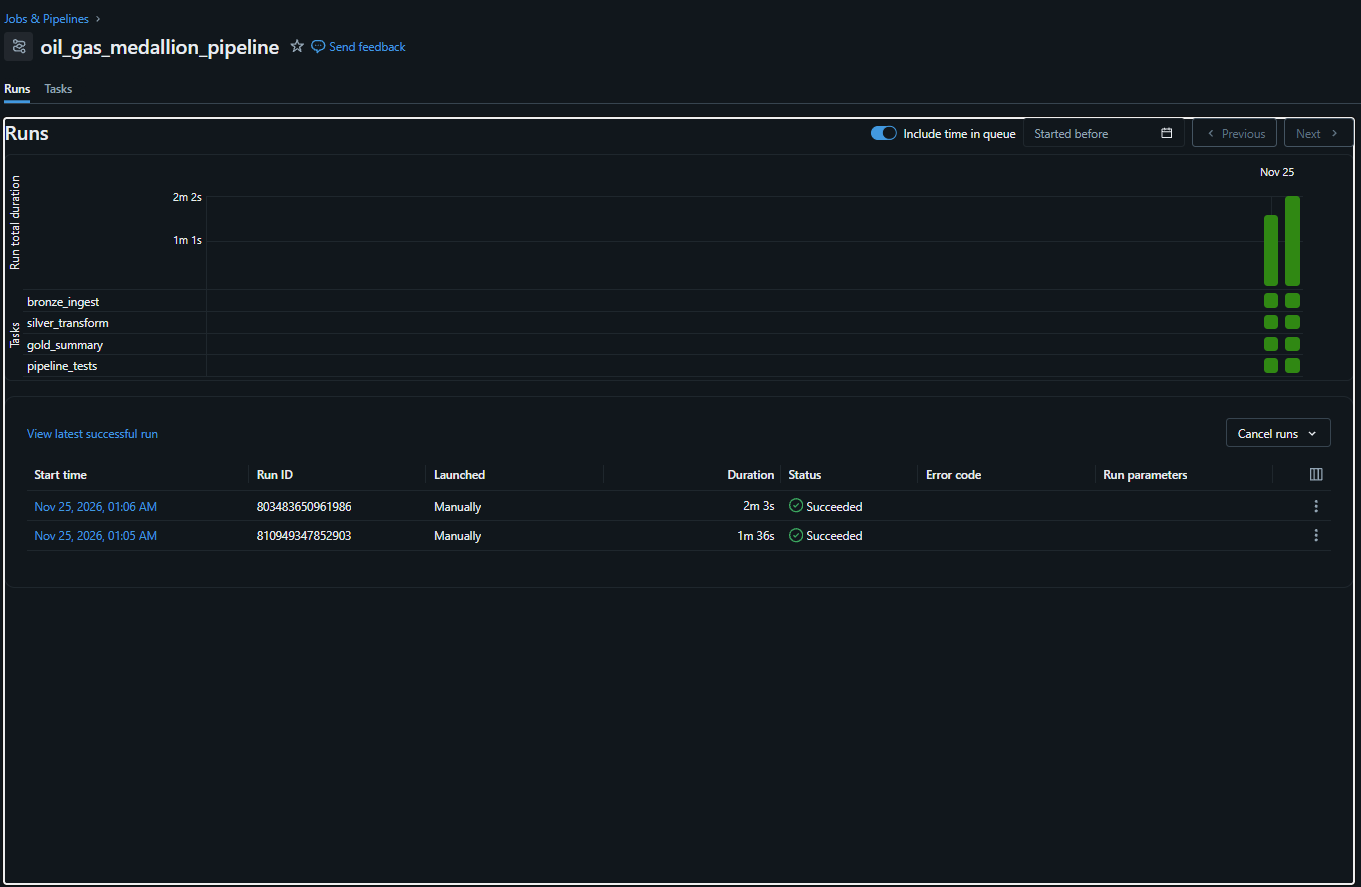 Jobs & Pipelines ›
oil_gas_medallion_pipeline Send feedback
Runs Tasks
Runs Include time in queue Started before Previous Next
Nov 25
Run total duration
2m 2s
1m 1s
Tasks
bronze_ingest
silver_transform
gold_summary
pipeline_tests
View latest successful run Cancel runs
Start time Run ID Launched Duration Status Error code Run parameters
Nov 25, 2026, 01:06 AM 803483650961986 Manually 2m 3s Succeeded
Nov 25, 2026, 01:05 AM 810949347852903 Manually 1m 36s Succeeded